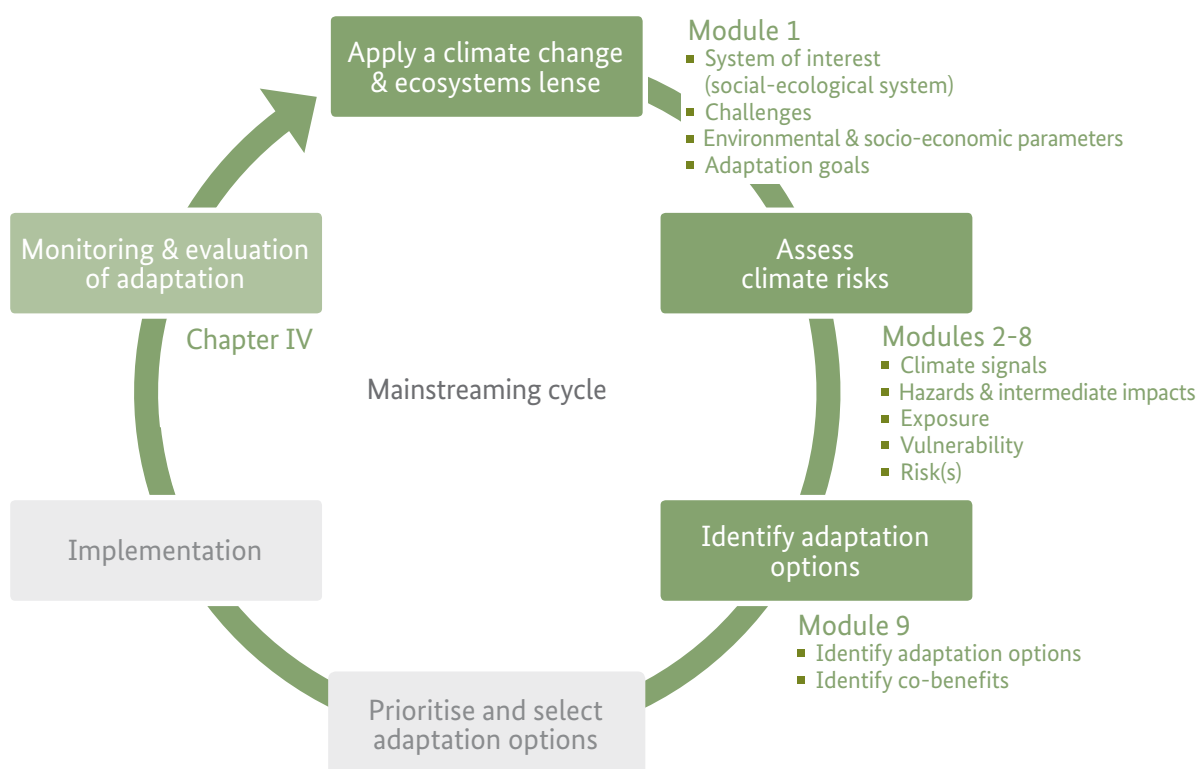 Apply a climate change
& ecosystems lense
Module 1
▪ System of interest
(social-ecological system)
▪ Challenges
▪ Environmental & socio-economic parameters
▪ Adaptation goals
Assess
climate risks
Modules 2-8
▪ Climate signals
▪ Hazards & intermediate impacts
▪ Exposure
▪ Vulnerability
▪ Risk(s)
Identify adaptation
options
Module 9
▪ Identify adaptation options
▪ Identify co-benefits
Prioritise and select
adaptation options
Implementation
Monitoring & evaluation
of adaptation
Chapter IV
Mainstreaming cycle